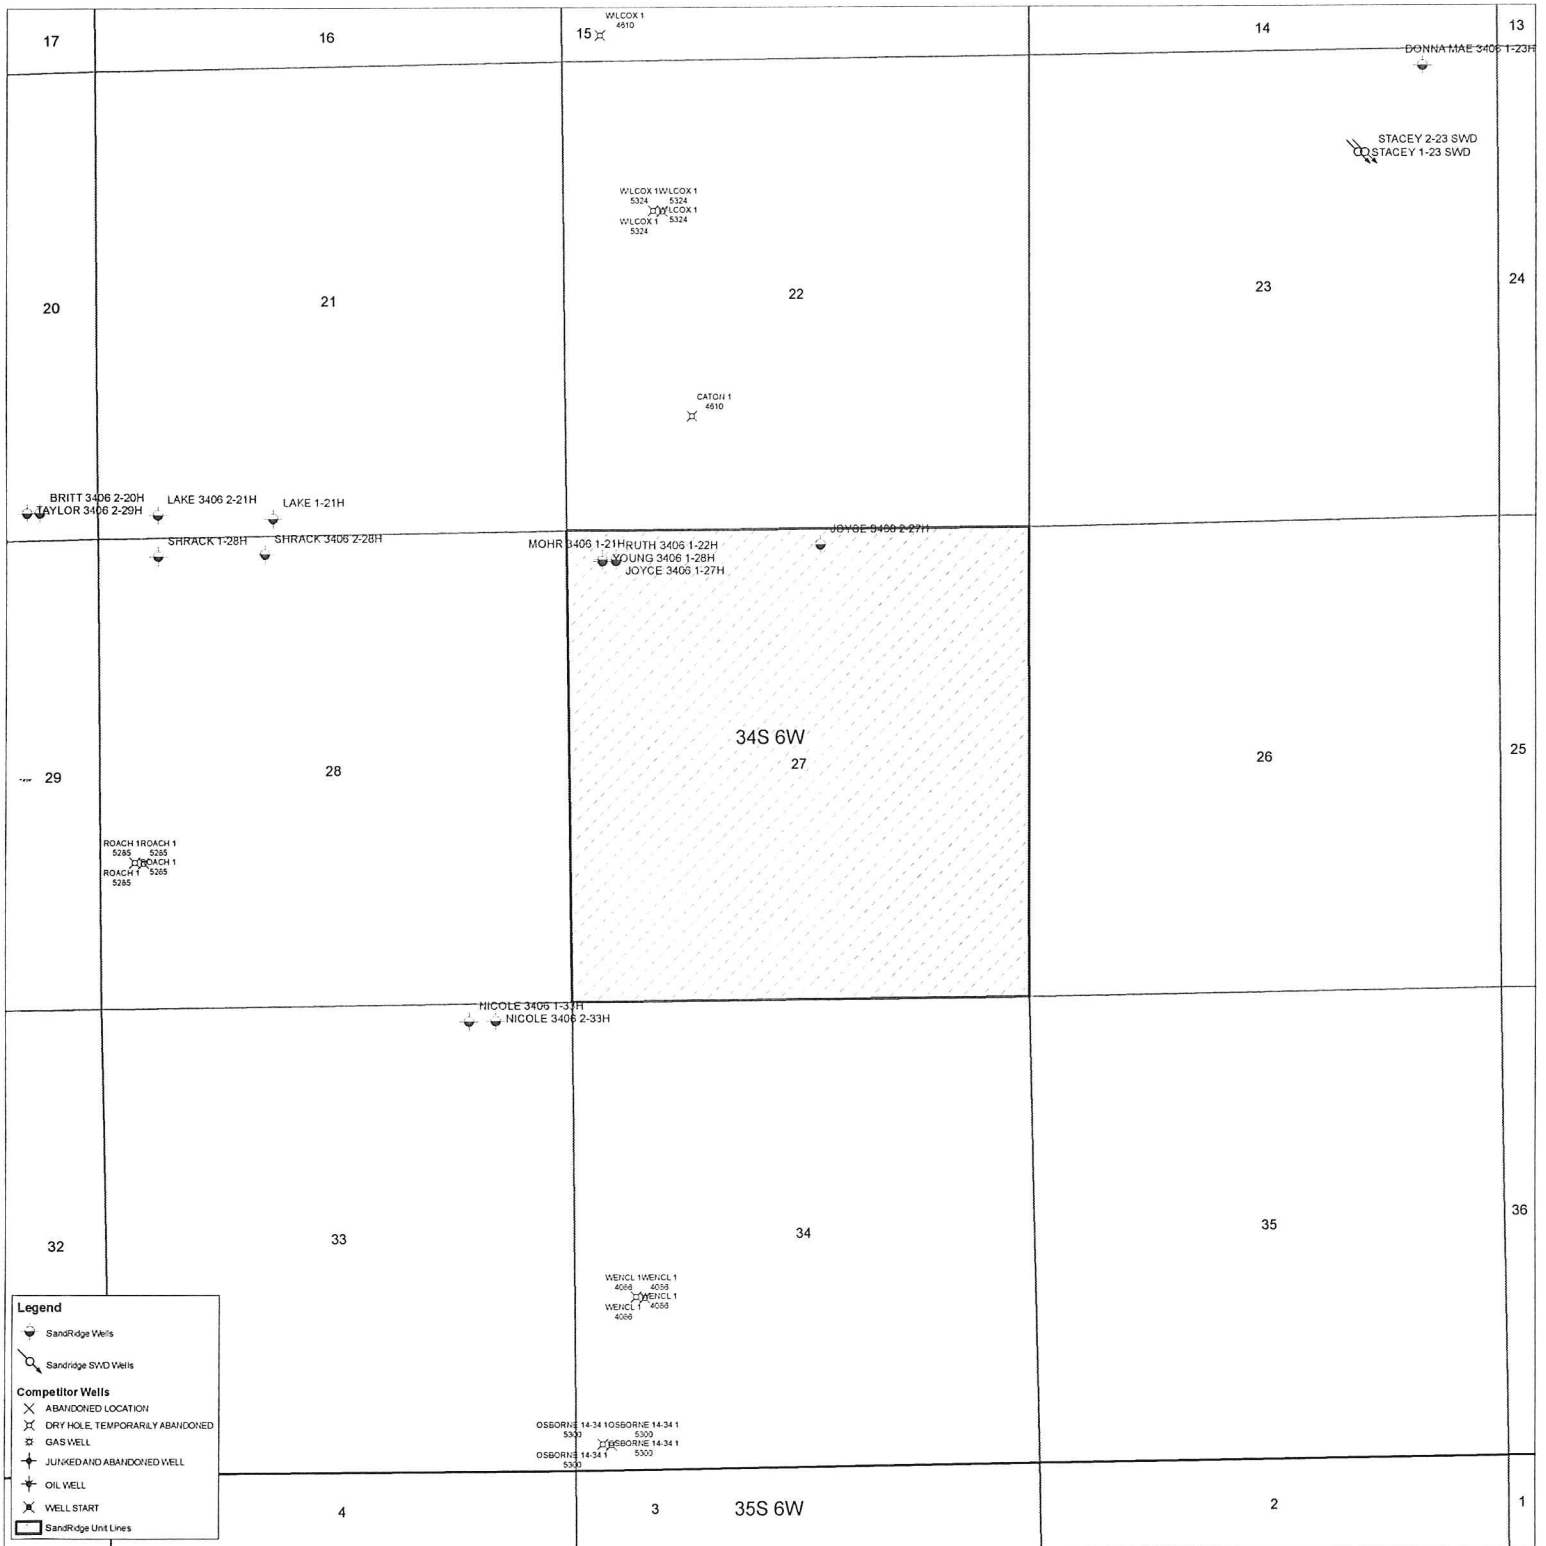 WILCOX 1
4610
17
16
15
14
13
DONNA MAE 3406 1-23H
STACEY 2-23 SWD
STACEY 1-23 SWD
WILCOX 1 WILCOX 1
5324 5324
WILCOX 1
WILCOX 1 5324
5324
20
21
22
23
24
CATON 1
4610
BRITT 3406 2-20H
TAYLOR 3406 2-29H
LAKE 3406 2-21H
LAKE 1-21H
SHRACK 1-28H
SHRACK 3406 2-28H
MOHR 3406 1-21H
RUTH 3406 1-22H
YOUNG 3406 1-28H
JOYCE 3406 1-27H
JOYCE 3406 2-27H
34S 6W
29
28
27
26
25
ROACH 1 ROACH 1
5285 5285
ROACH 1
ROACH 1 5285
5285
NICOLE 3406 1-33H
NICOLE 3406 2-33H
32
33
34
35
36
WENCL 1 WENCL 1
4086 4086
WENCL 1
WENCL 1 4086
4086
OSBORNE 14-34 1 OSBORNE 14-34 1
5300 5300
OSBORNE 14-34 1
OSBORNE 14-34 1 5300
5300
4
3
35S 6W
2
1
Legend
SandRidge Wells
Sandridge SWD Wells
Competitor Wells
ABANDONED LOCATION
DRY HOLE, TEMPORARILY ABANDONED
GAS WELL
JUNKED AND ABANDONED WELL
OIL WELL
WELL START
SandRidge Unit Lines